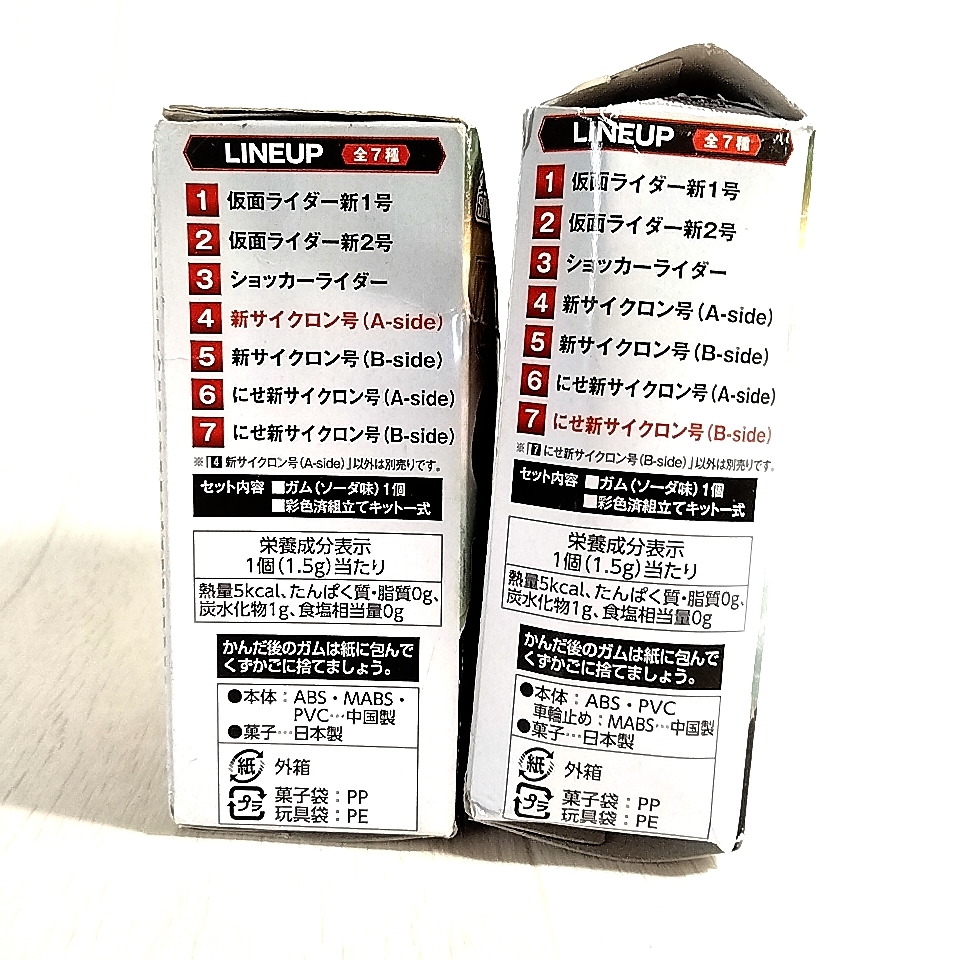 LINEUP 全7種
1 仮面ライダー新1号
2 仮面ライダー新2号
3 ショッカーライダー
4 新サイクロン号(A-side)
5 新サイクロン号(B-side)
6 にせ新サイクロン号(A-side)
7 にせ新サイクロン号(B-side)
※「4 新サイクロン号(A-side)」以外は別売りです。
セット内容 ■ガム(ソーダ味)1個
■彩色済組立てキット一式
栄養成分表示
1個(1.5g)当たり
熱量5kcal、たんぱく質・脂質0g、
炭水化物1g、食塩相当量0g
かんだ後のガムは紙に包んで
くずかごに捨てましょう。
●本体:ABS・MABS・
PVC…中国製
●菓子…日本製
紙 外箱
プラ 菓子袋:PP
玩具袋:PE
LINEUP 全7種
1 仮面ライダー新1号
2 仮面ライダー新2号
3 ショッカーライダー
4 新サイクロン号(A-side)
5 新サイクロン号(B-side)
6 にせ新サイクロン号(A-side)
7 にせ新サイクロン号(B-side)
※「7 にせ新サイクロン号(B-side)」以外は別売りです。
セット内容 ■ガム(ソーダ味)1個
■彩色済組立てキット一式
栄養成分表示
1個(1.5g)当たり
熱量5kcal、たんぱく質・脂質0g、
炭水化物1g、食塩相当量0g
かんだ後のガムは紙に包んで
くずかごに捨てましょう。
●本体:ABS・PVC
車輪止め:MABS…中国製
●菓子…日本製
紙 外箱
プラ 菓子袋:PP
玩具袋:PE